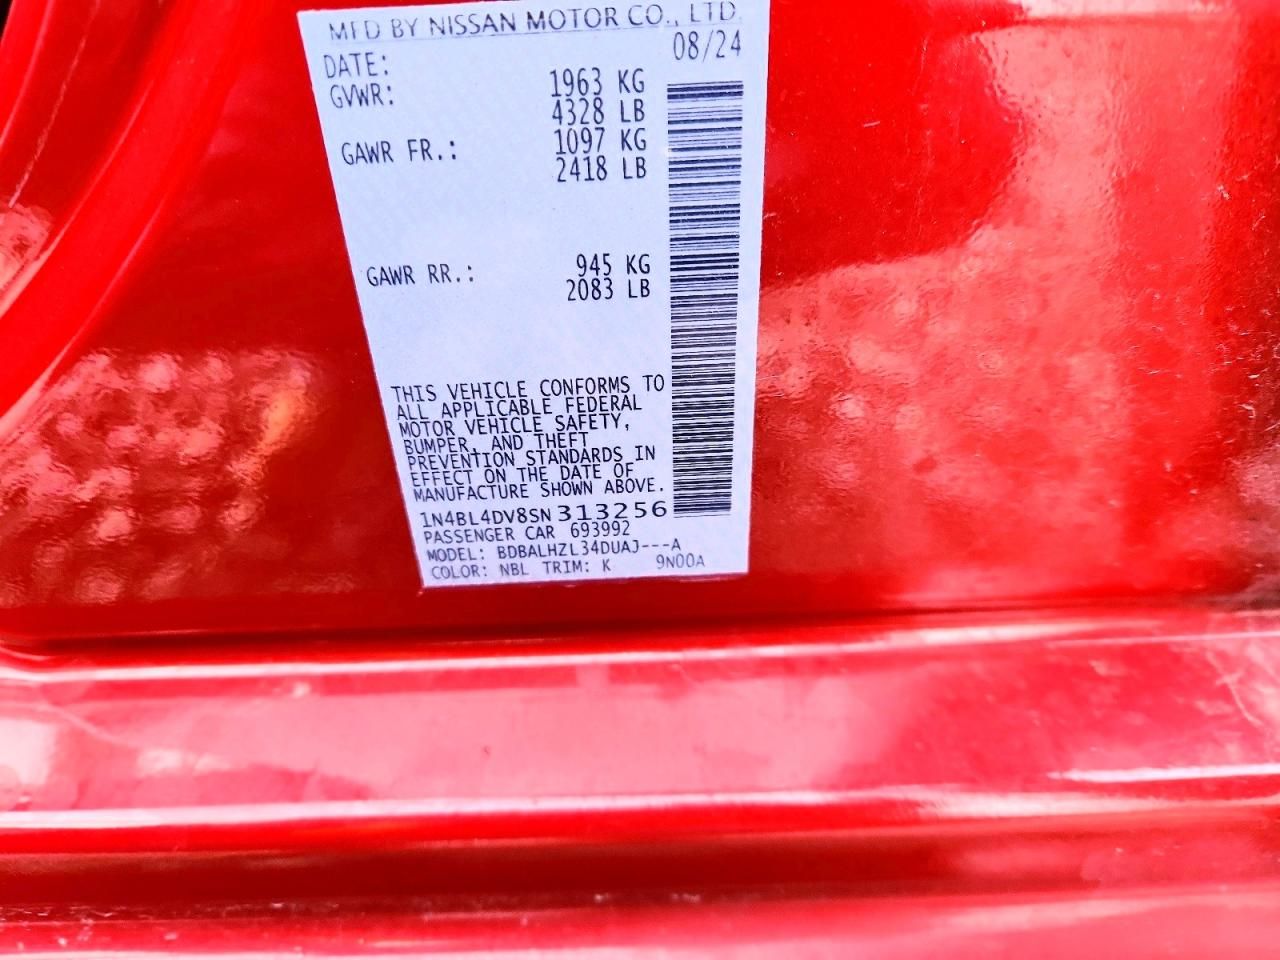 MFD BY NISSAN MOTOR CO., LTD.
DATE: 08/24
GVWR: 1963 KG
4328 LB
GAWR FR.: 1097 KG
2418 LB
GAWR RR.: 945 KG
2083 LB
THIS VEHICLE CONFORMS TO
ALL APPLICABLE FEDERAL
MOTOR VEHICLE SAFETY,
BUMPER, AND THEFT
PREVENTION STANDARDS IN
EFFECT ON THE DATE OF
MANUFACTURE SHOWN ABOVE.
1N4BL4DV8SN313256
PASSENGER CAR 693992
MODEL: BDBALHZL34DUAJ---A
COLOR: NBL TRIM: K 9N00A